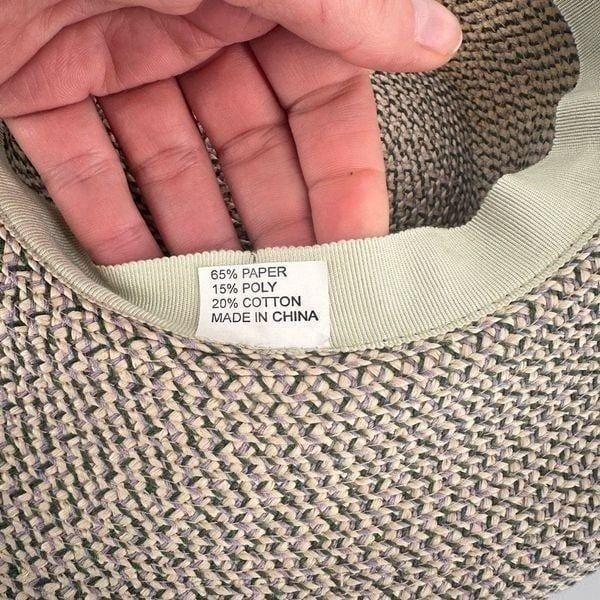 65% PAPER
15% POLY
20% COTTON
MADE IN CHINA